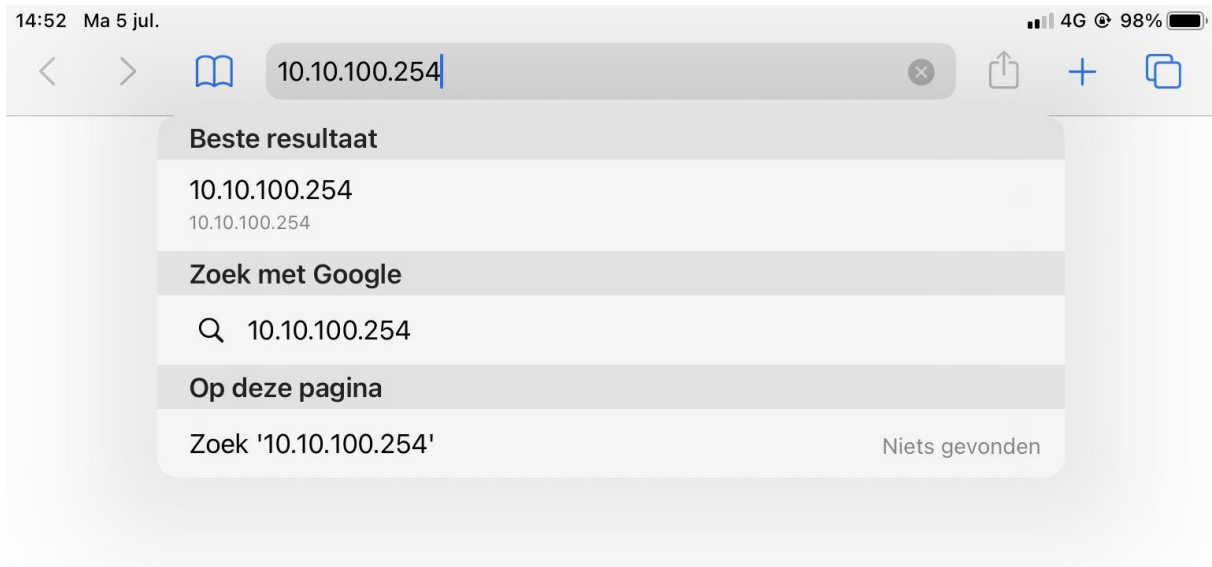 14:52 Ma 5 jul. 4G 98%
10.10.100.254
Beste resultaat
10.10.100.254
10.10.100.254
Zoek met Google
10.10.100.254
Op deze pagina
Zoek '10.10.100.254' Niets gevonden